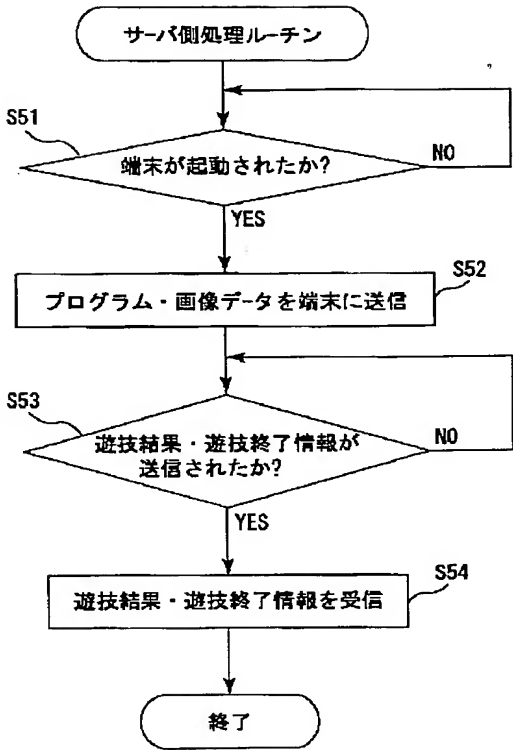 サーバ側処理ルーチン
S51
端末が起動されたか?
NO
YES
S52
プログラム・画像データを端末に送信
S53
遊技結果・遊技終了情報が
送信されたか?
NO
YES
S54
遊技結果・遊技終了情報を受信
終了